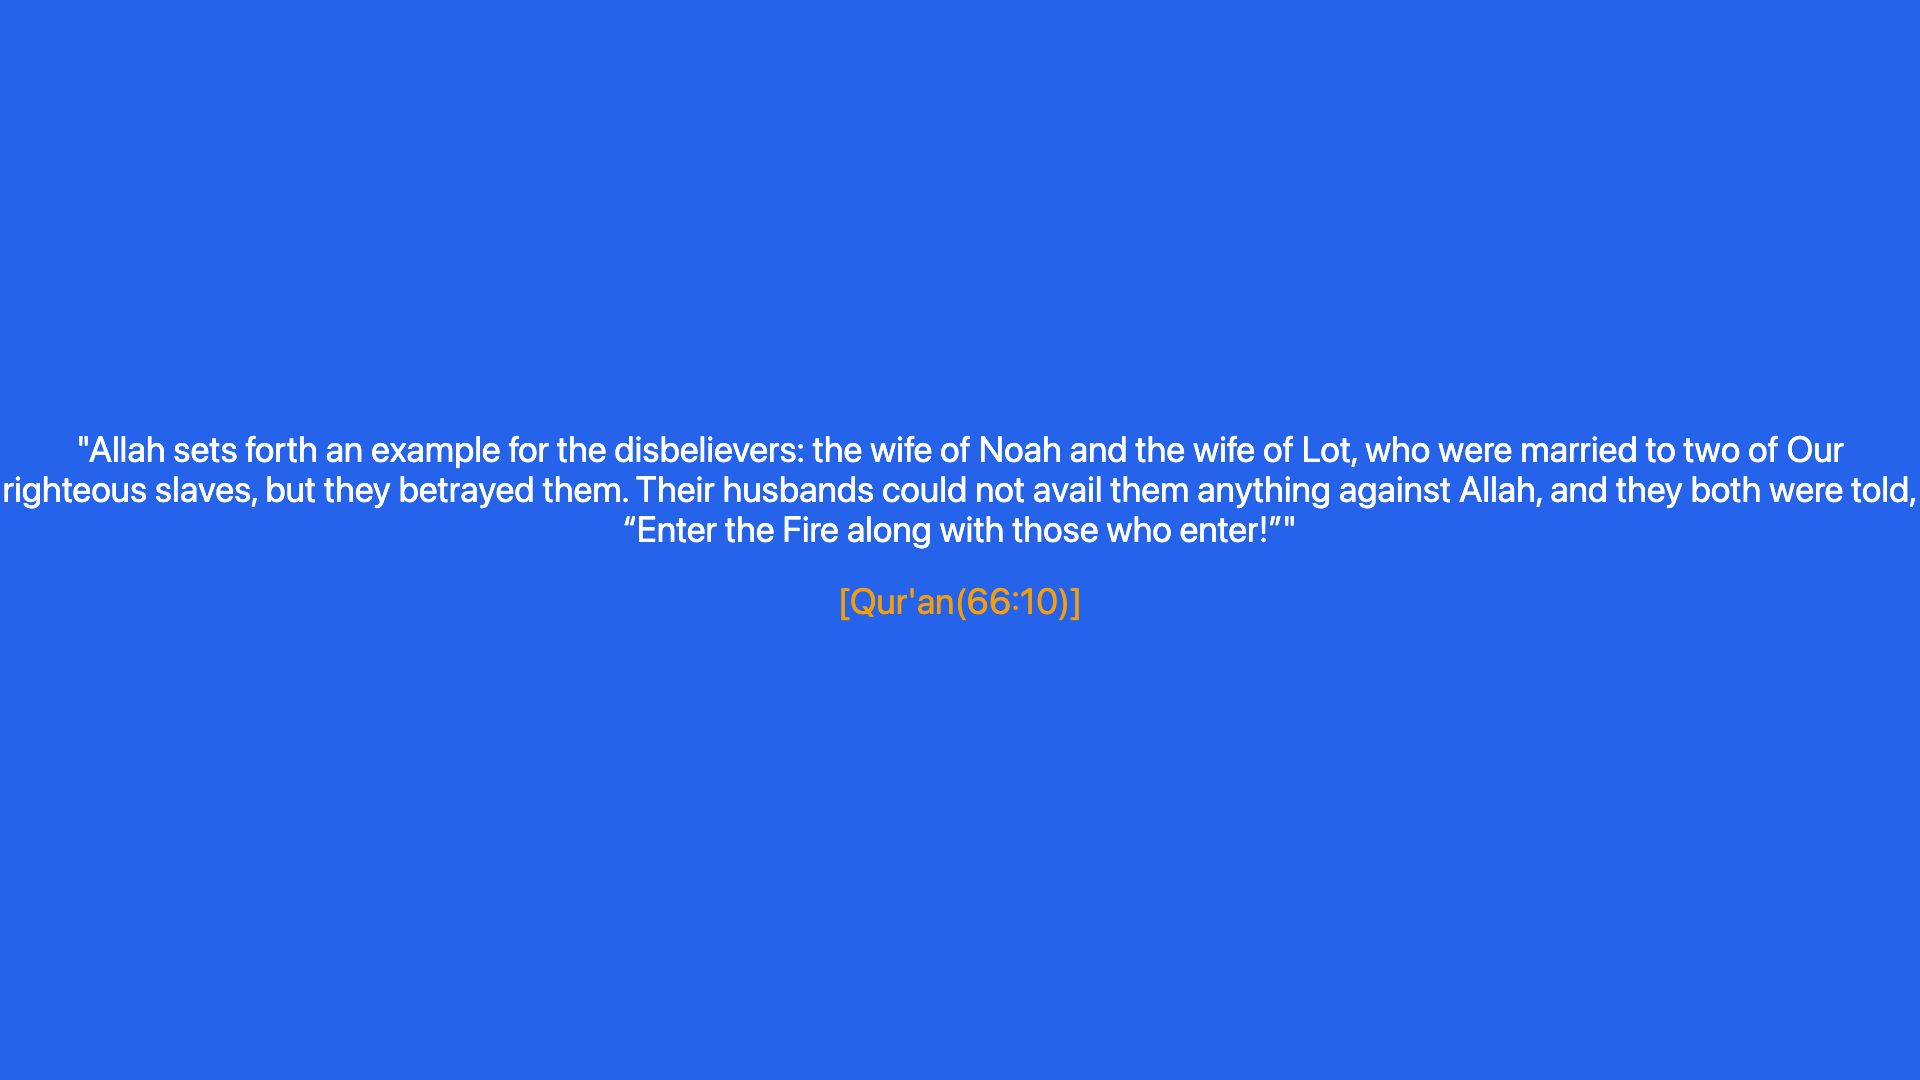 "Allah sets forth an example for the disbelievers: the wife of Noah and the wife of Lot, who were married to two of Our
righteous slaves, but they betrayed them. Their husbands could not avail them anything against Allah, and they both were told,
“Enter the Fire along with those who enter!”"
[Qur'an(66:10)]